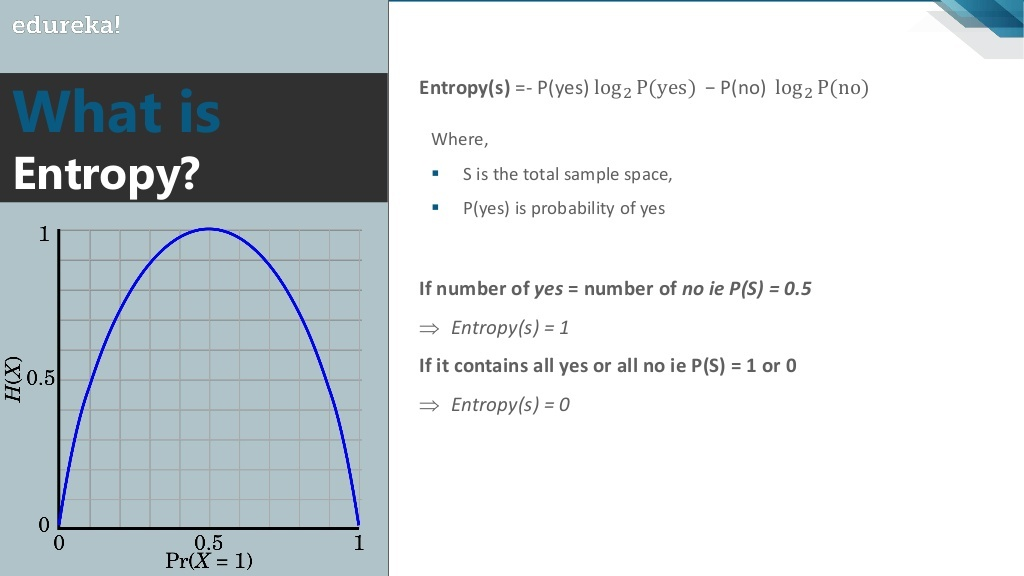 edureka!
What is
Entropy?
1
H(X)
0.5
0
0
0.5
1
Pr(X = 1)
Entropy(s) =- P(yes) log₂ P(yes) − P(no) log₂ P(no)
Where,
▪ S is the total sample space,
▪ P(yes) is probability of yes
If number of yes = number of no ie P(S) = 0.5
⇒ Entropy(s) = 1
If it contains all yes or all no ie P(S) = 1 or 0
⇒ Entropy(s) = 0